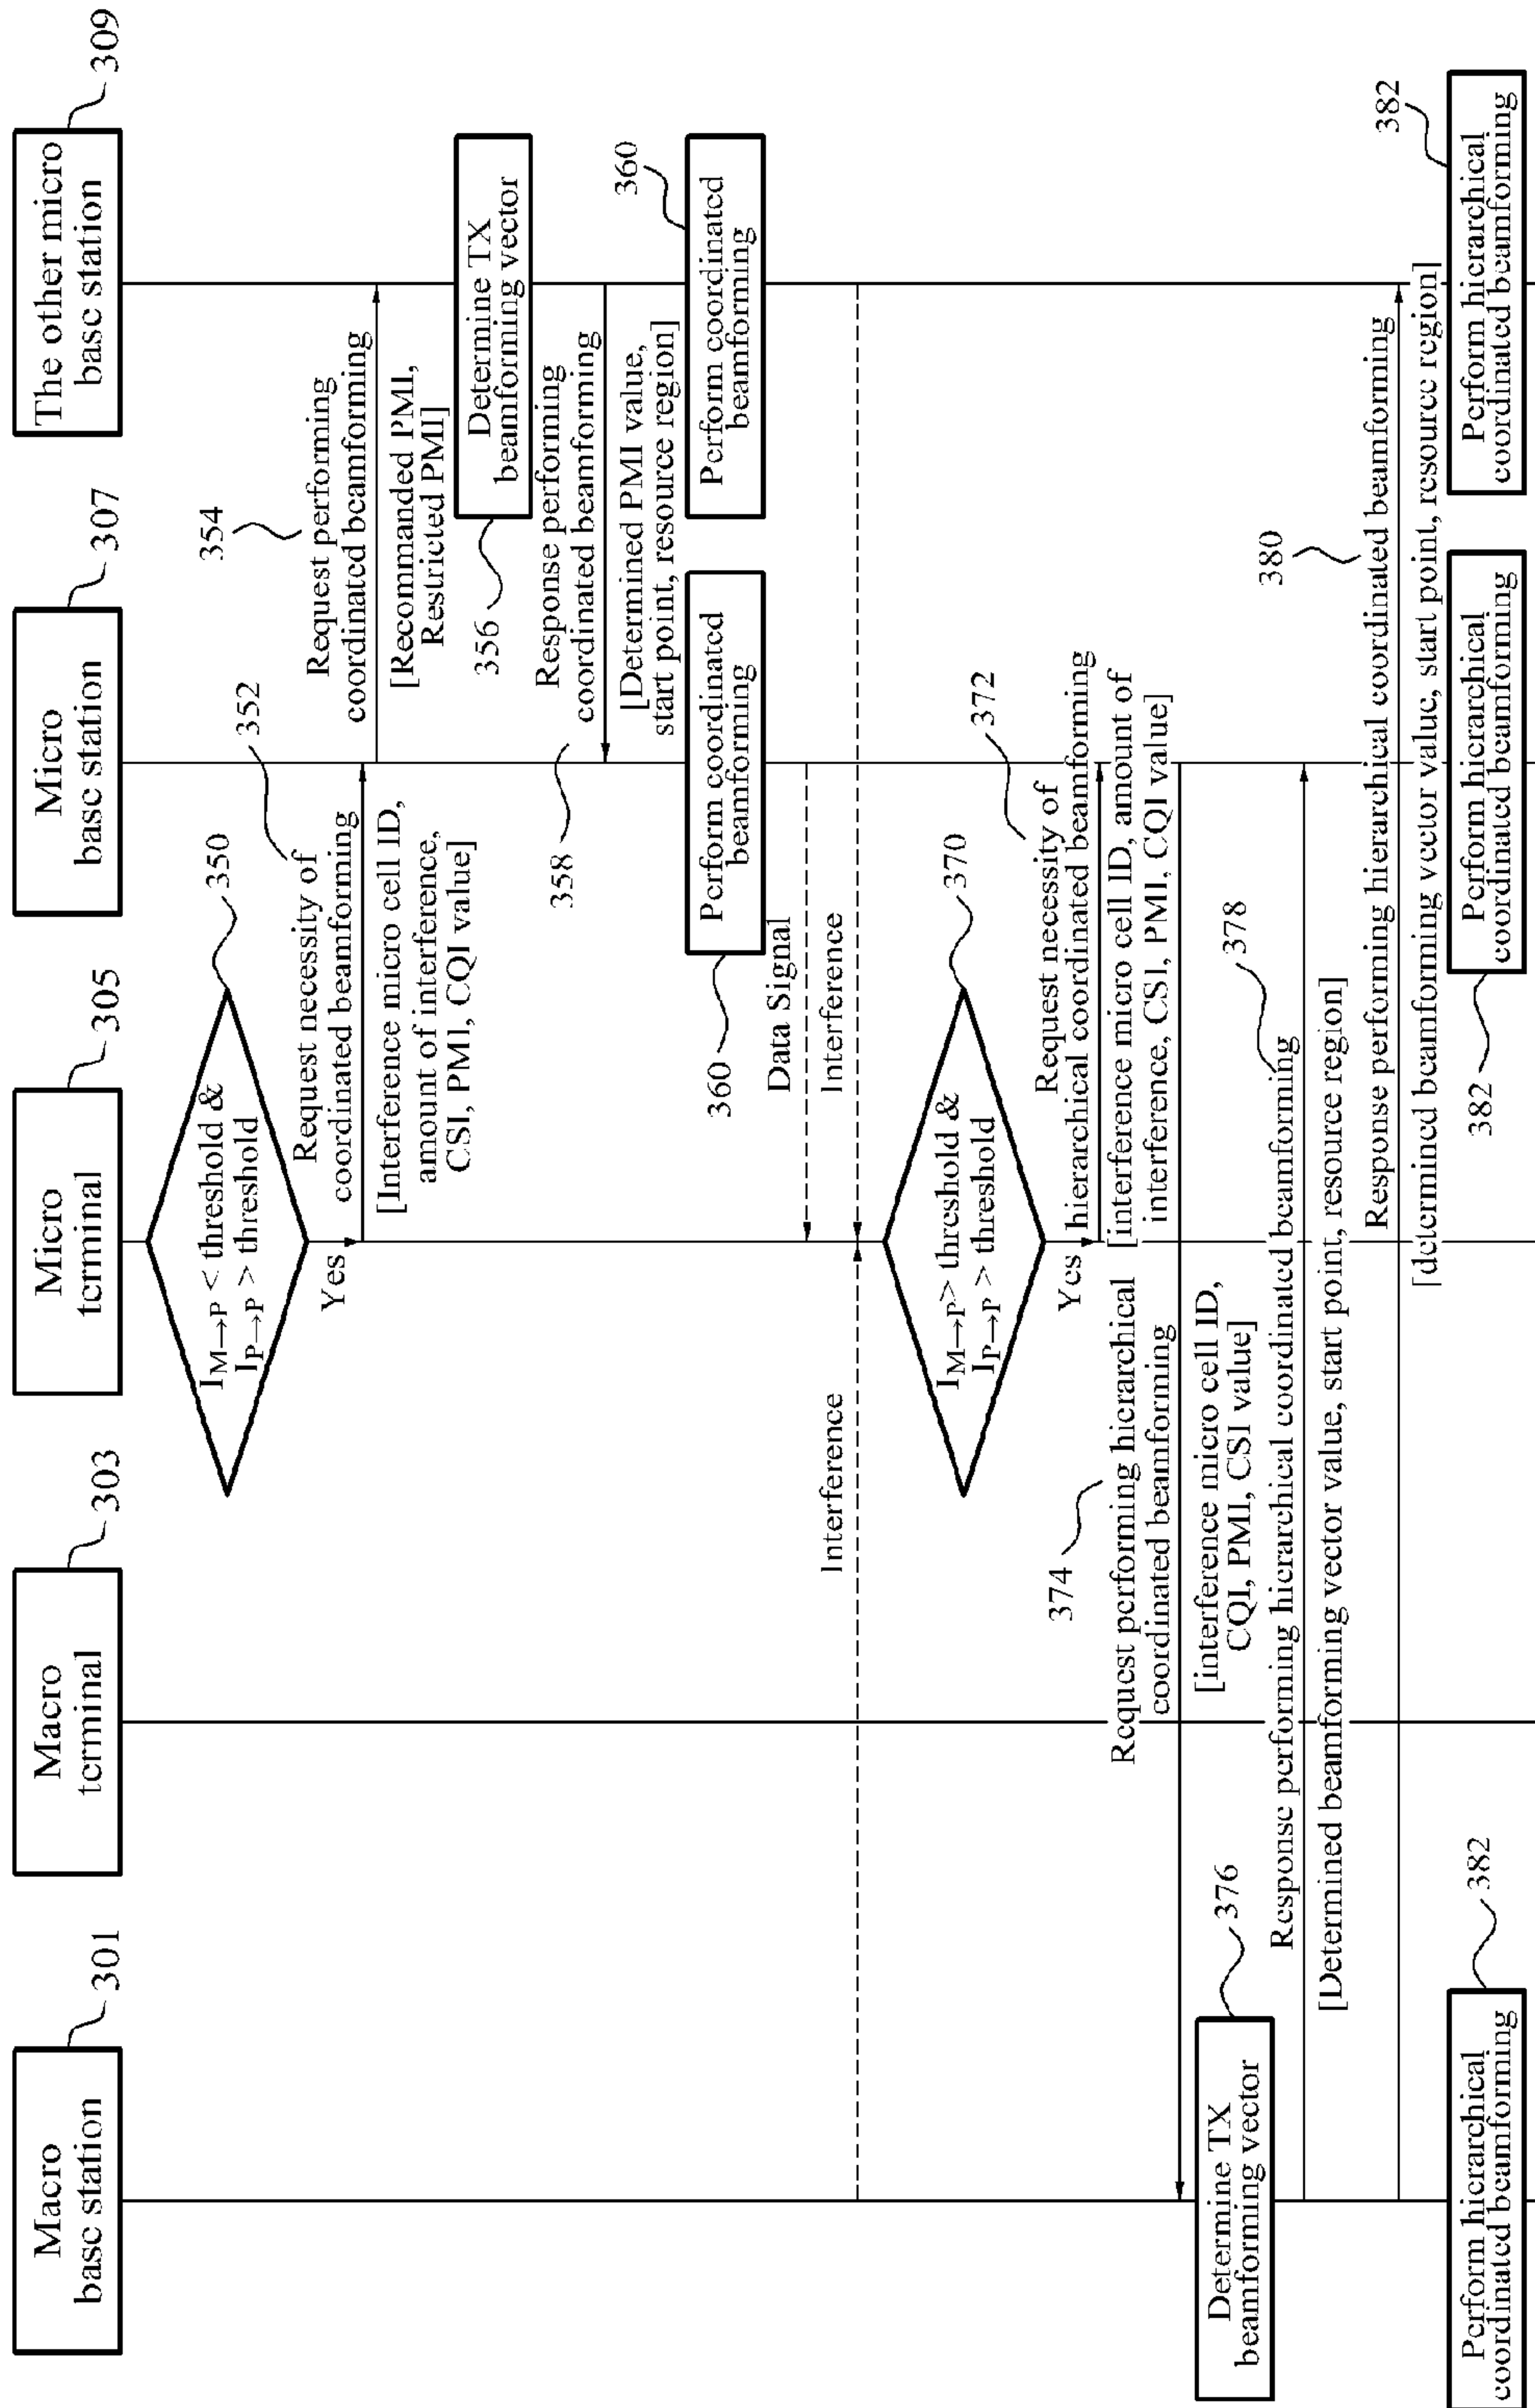 Macro
base station
301
Macro
terminal
303
Micro
terminal
305
Micro
base station
307
The other micro
base station
309
I_M→P < threshold &
I_P→P > threshold
350
Yes
Request necessity of
coordinated beamforming
352
[Interference micro cell ID,
amount of interference,
CSI, PMI, CQI value]
354
Request performing
coordinated beamforming
[Recommanded PMI,
Restricted PMI]
Determine TX
beamforming vector
356
Response performing
coordinated beamforming
358
[Determined PMI value,
start point, resource region]
360
Perform coordinated
beamforming
Perform coordinated
beamforming
360
Data Signal
Interference
Interference
I_M→P > threshold &
I_P→P > threshold
370
Yes
Request necessity of
hierarchical coordinated beamforming
372
[interference micro cell ID, amount of
interference, CSI, PMI, CQI value]
374
Request performing hierarchical
coordinated beamforming
[interference micro cell ID,
CQI, PMI, CSI value]
Determine TX
beamforming vector
376
Response performing hierarchical coordinated beamforming
378
[Determined beamforming vector value, start point, resource region]
380
Response performing hierarchical coordinated beamforming
[determined beamforming vector value, start point, resource region]
Perform hierarchical
coordinated beamforming
382
Perform hierarchical
coordinated beamforming
382
Perform hierarchical
coordinated beamforming
382